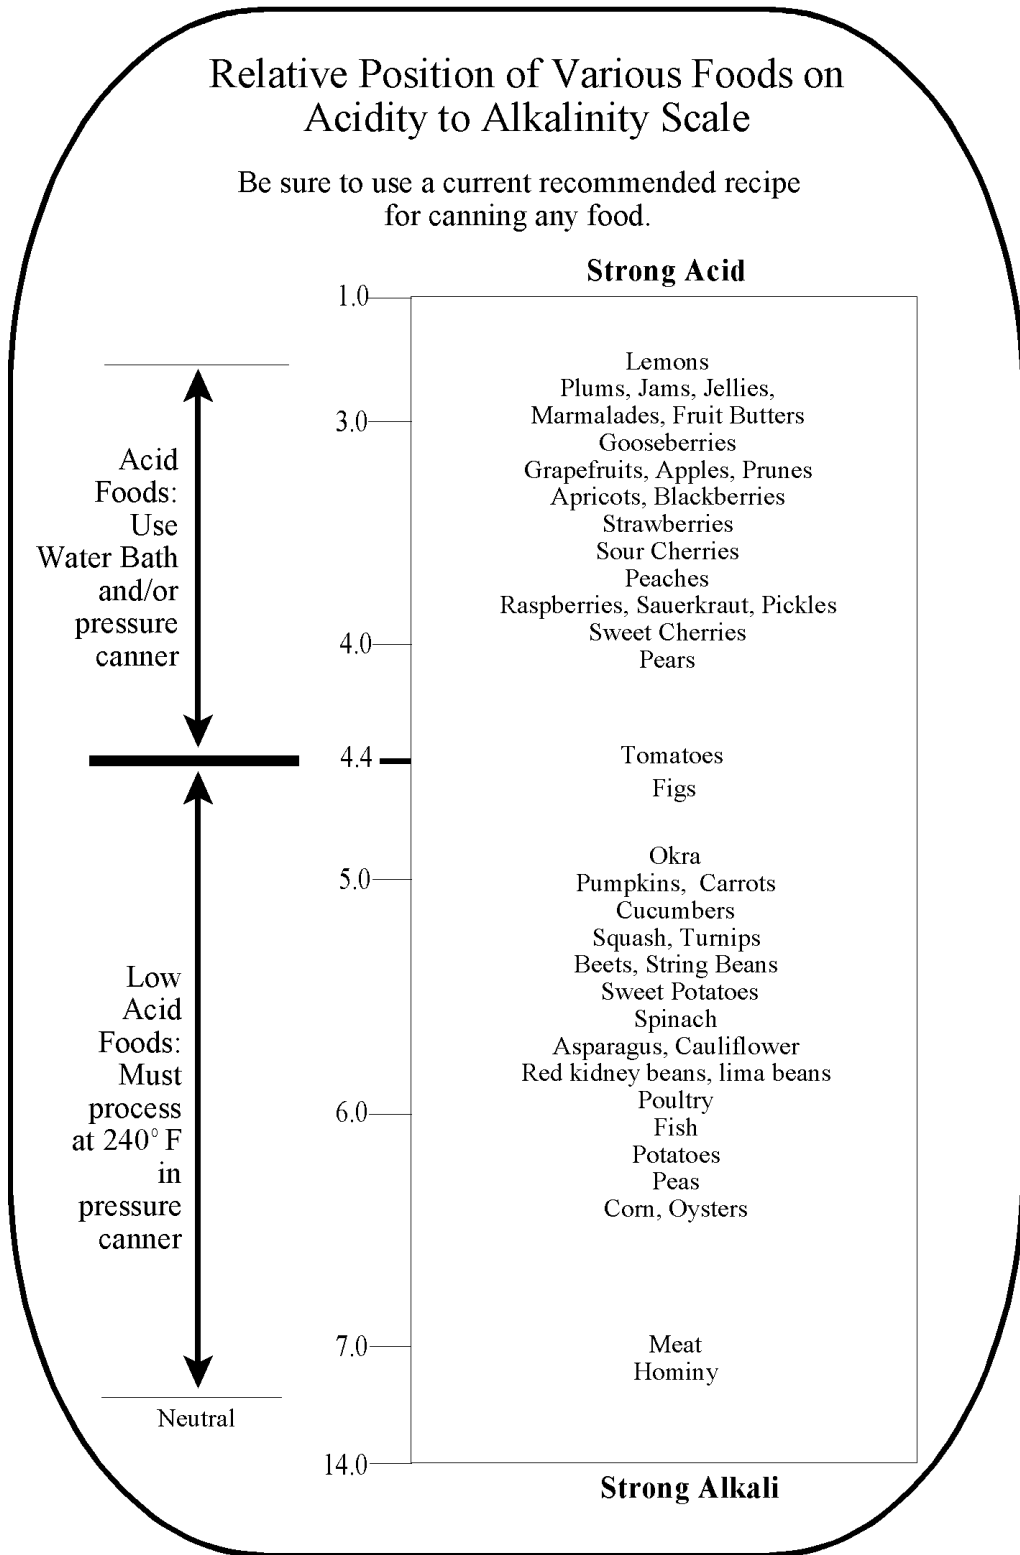 Relative Position of Various Foods on
Acidity to Alkalinity Scale
Be sure to use a current recommended recipe
for canning any food.
Strong Acid
1.0
Lemons
Plums, Jams, Jellies,
3.0
Marmalades, Fruit Butters
Gooseberries
Grapefruits, Apples, Prunes
Apricots, Blackberries
Strawberries
Sour Cherries
Peaches
Raspberries, Sauerkraut, Pickles
Sweet Cherries
4.0
Pears
Acid
Foods:
Use
Water Bath
and/or
pressure
canner
4.4
Tomatoes
Figs
Okra
5.0
Pumpkins, Carrots
Cucumbers
Squash, Turnips
Beets, String Beans
Sweet Potatoes
Spinach
Asparagus, Cauliflower
Red kidney beans, lima beans
Poultry
6.0
Fish
Potatoes
Peas
Corn, Oysters
Low
Acid
Foods:
Must
process
at 240° F
in
pressure
canner
7.0
Meat
Hominy
Neutral
14.0
Strong Alkali